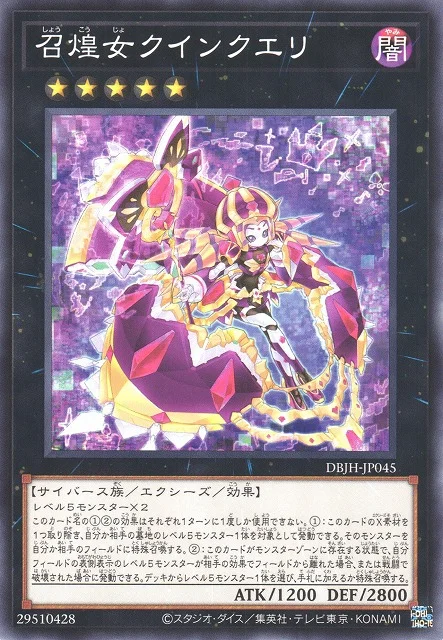 召煌女クインクエリ
闇
DBJH-JP045
【サイバース族／エクシーズ／効果】
レベル5モンスター×2
このカード名の①②の効果はそれぞれ1ターンに1度しか使用できない。①：このカードのX素材を
1つ取り除き、自分か相手の墓地のレベル5モンスター1体を対象として発動できる。そのモンスターを
自分か相手のフィールドに特殊召喚する。②：このカードがモンスターゾーンに存在する状態で、自分
フィールドの表側表示のレベル5モンスターが相手の効果でフィールドから離れた場合、または戦闘で
破壊された場合に発動できる。デッキからレベル5モンスター1体を選び、手札に加えるか特殊召喚する。
ATK/1200 DEF/2800
29510428
©スタジオ・ダイス／集英社・テレビ東京・KONAMI